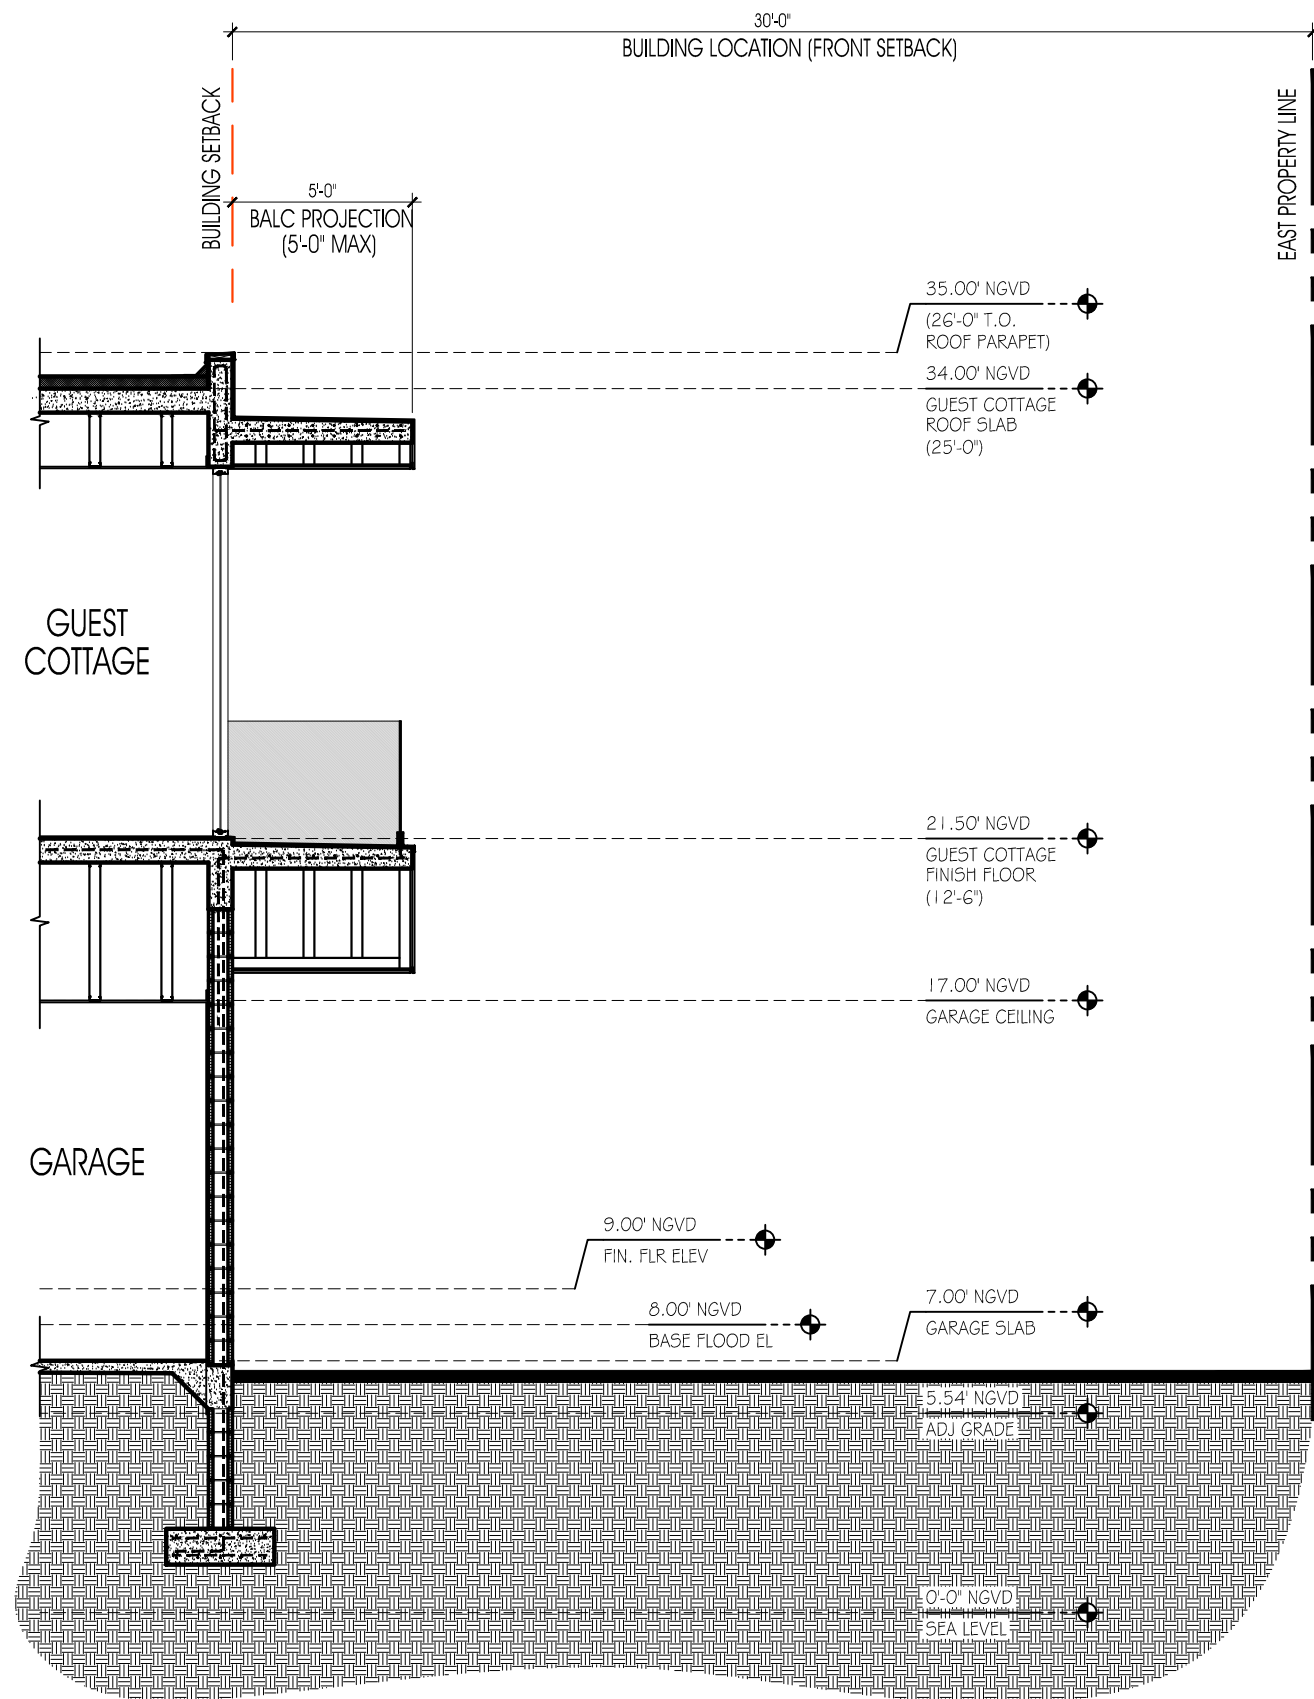 30'-0"
BUILDING LOCATION (FRONT SETBACK)
BUILDING SETBACK
EAST PROPERTY LINE
5'-0"
BALC PROJECTION
(5'-0" MAX)
35.00' NGVD
(26'-0" T.O.
ROOF PARAPET)
34.00' NGVD
GUEST COTTAGE
ROOF SLAB
(25'-0")
GUEST
COTTAGE
21.50' NGVD
GUEST COTTAGE
FINISH FLOOR
(12'-6")
17.00' NGVD
GARAGE CEILING
GARAGE
9.00' NGVD
FIN. FLR ELEV
8.00' NGVD
BASE FLOOD EL
7.00' NGVD
GARAGE SLAB
5.54' NGVD
ADJ GRADE
0'-0" NGVD
SEA LEVEL